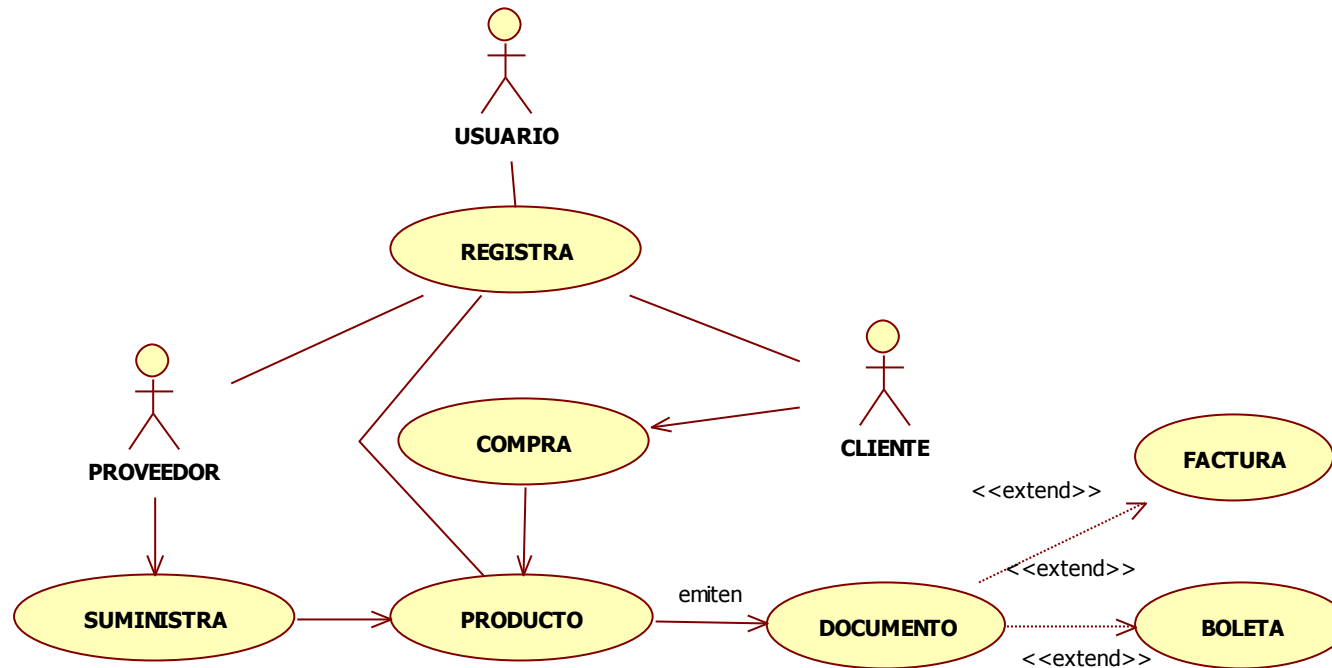 USUARIO
REGISTRA
PROVEEDOR
COMPRA
CLIENTE
FACTURA
<<extend>>
<<extend>>
SUMINISTRA
PRODUCTO
emiten
DOCUMENTO
BOLETA
<<extend>>